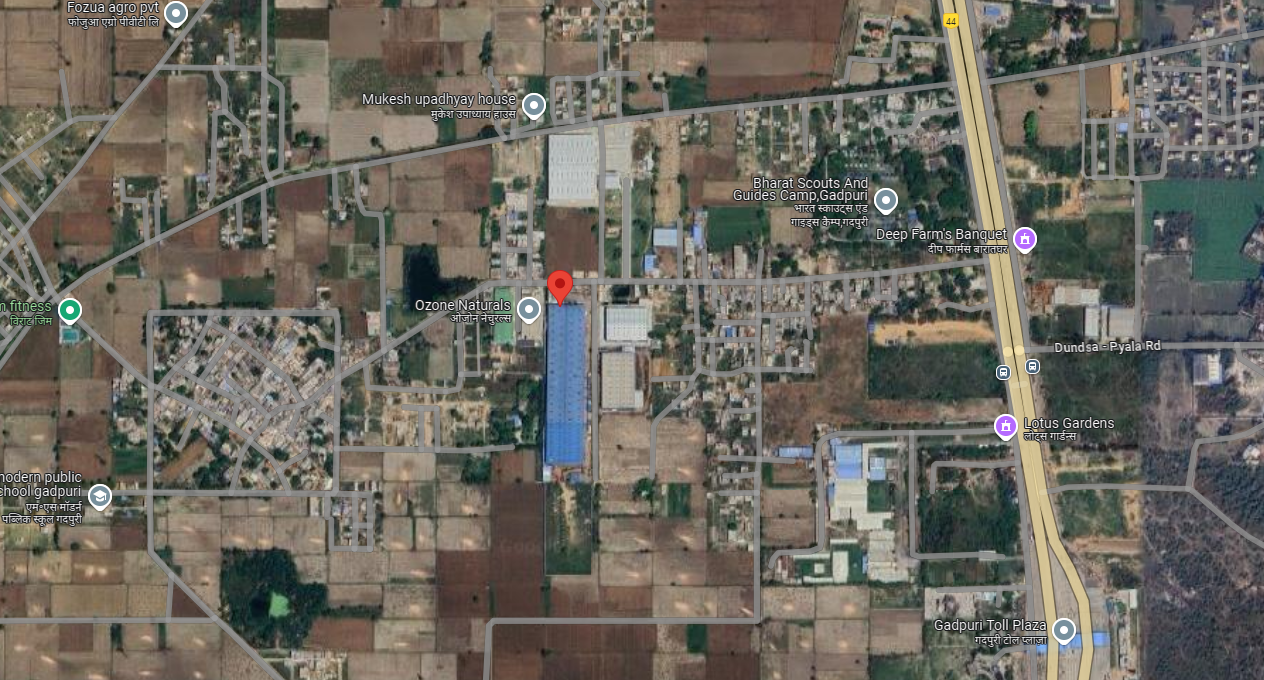 Fozua agro pvt
फोजुआ एग्रो पीवीटी लि
44
Mukesh upadhyay house
मुकेश उपाध्याय हाउस
Bharat Scouts And
Guides Camp,Gadpuri
भारत स्काउट्स एंड
गाइड्स कैम्प,गदपुरी
Deep Farm's Banquet
दीप फार्मस बारातघर
fitness
विराट जिम
Ozone Naturals
ओजोन नेचुरल्स
Dundsa - Pyala Rd
Lotus Gardens
लोट्स गार्डन्स
modern public
school gadpuri
एम॰एस॰मॉडर्न
पब्लिक स्कूल गदपुरी
Gadpuri Toll Plaza
गदपुरी टोल प्लाजा